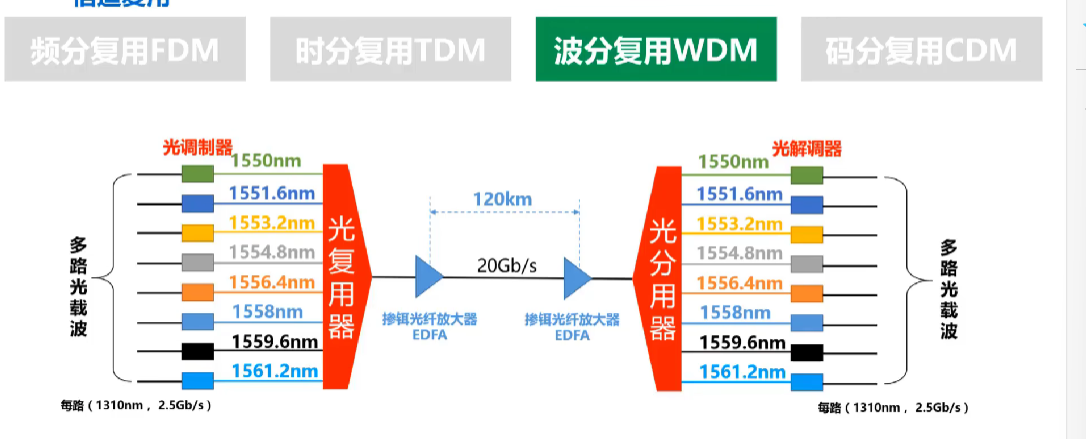 频分复用FDM
时分复用TDM
波分复用WDM
码分复用CDM
光调制器
1550nm
1551.6nm
1553.2nm
1554.8nm
1556.4nm
1558nm
1559.6nm
1561.2nm
多路光载波
每路（1310nm ，2.5Gb/s）
光复用器
120km
20Gb/s
掺铒光纤放大器
EDFA
掺铒光纤放大器
EDFA
光分用器
光解调器
1550nm
1551.6nm
1553.2nm
1554.8nm
1556.4nm
1558nm
1559.6nm
1561.2nm
多路光载波
每路（1310nm ，2.5Gb/s）